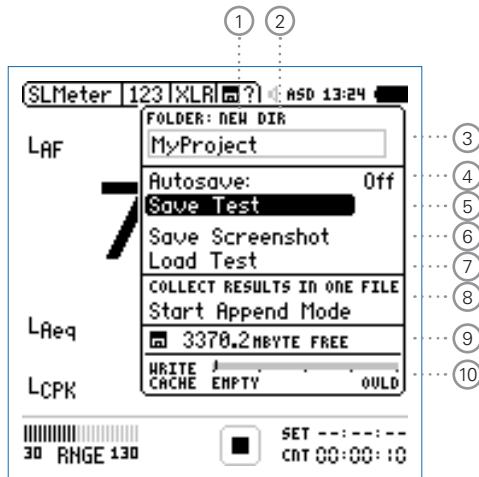 1 2
SLMeter 123 XLR ? ASD 13:24
FOLDER: NEW DIR
MyProject
3
LAF
Autosave: Off
4
7
Save Test
5
Save Screenshot
6
Load Test
7
COLLECT RESULTS IN ONE FILE
Start Append Mode
8
LAeq
3370.2 MBYTE FREE
9
WRITE CACHE EMPTY OVLD
10
LCPK
30 RNGE 130
SET --:--:--
CNT 00:00:10